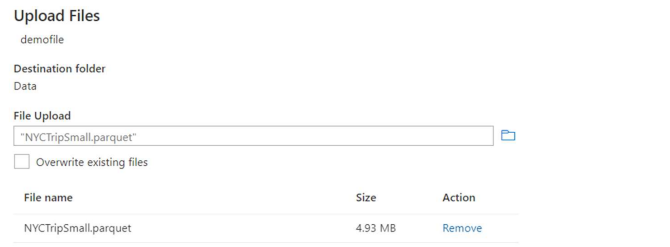 Upload Files
demofile
Destination folder
Data
File Upload
"NYCTripSmall.parquet"
Overwrite existing files
File name Size Action
NYCTripSmall.parquet 4.93 MB Remove